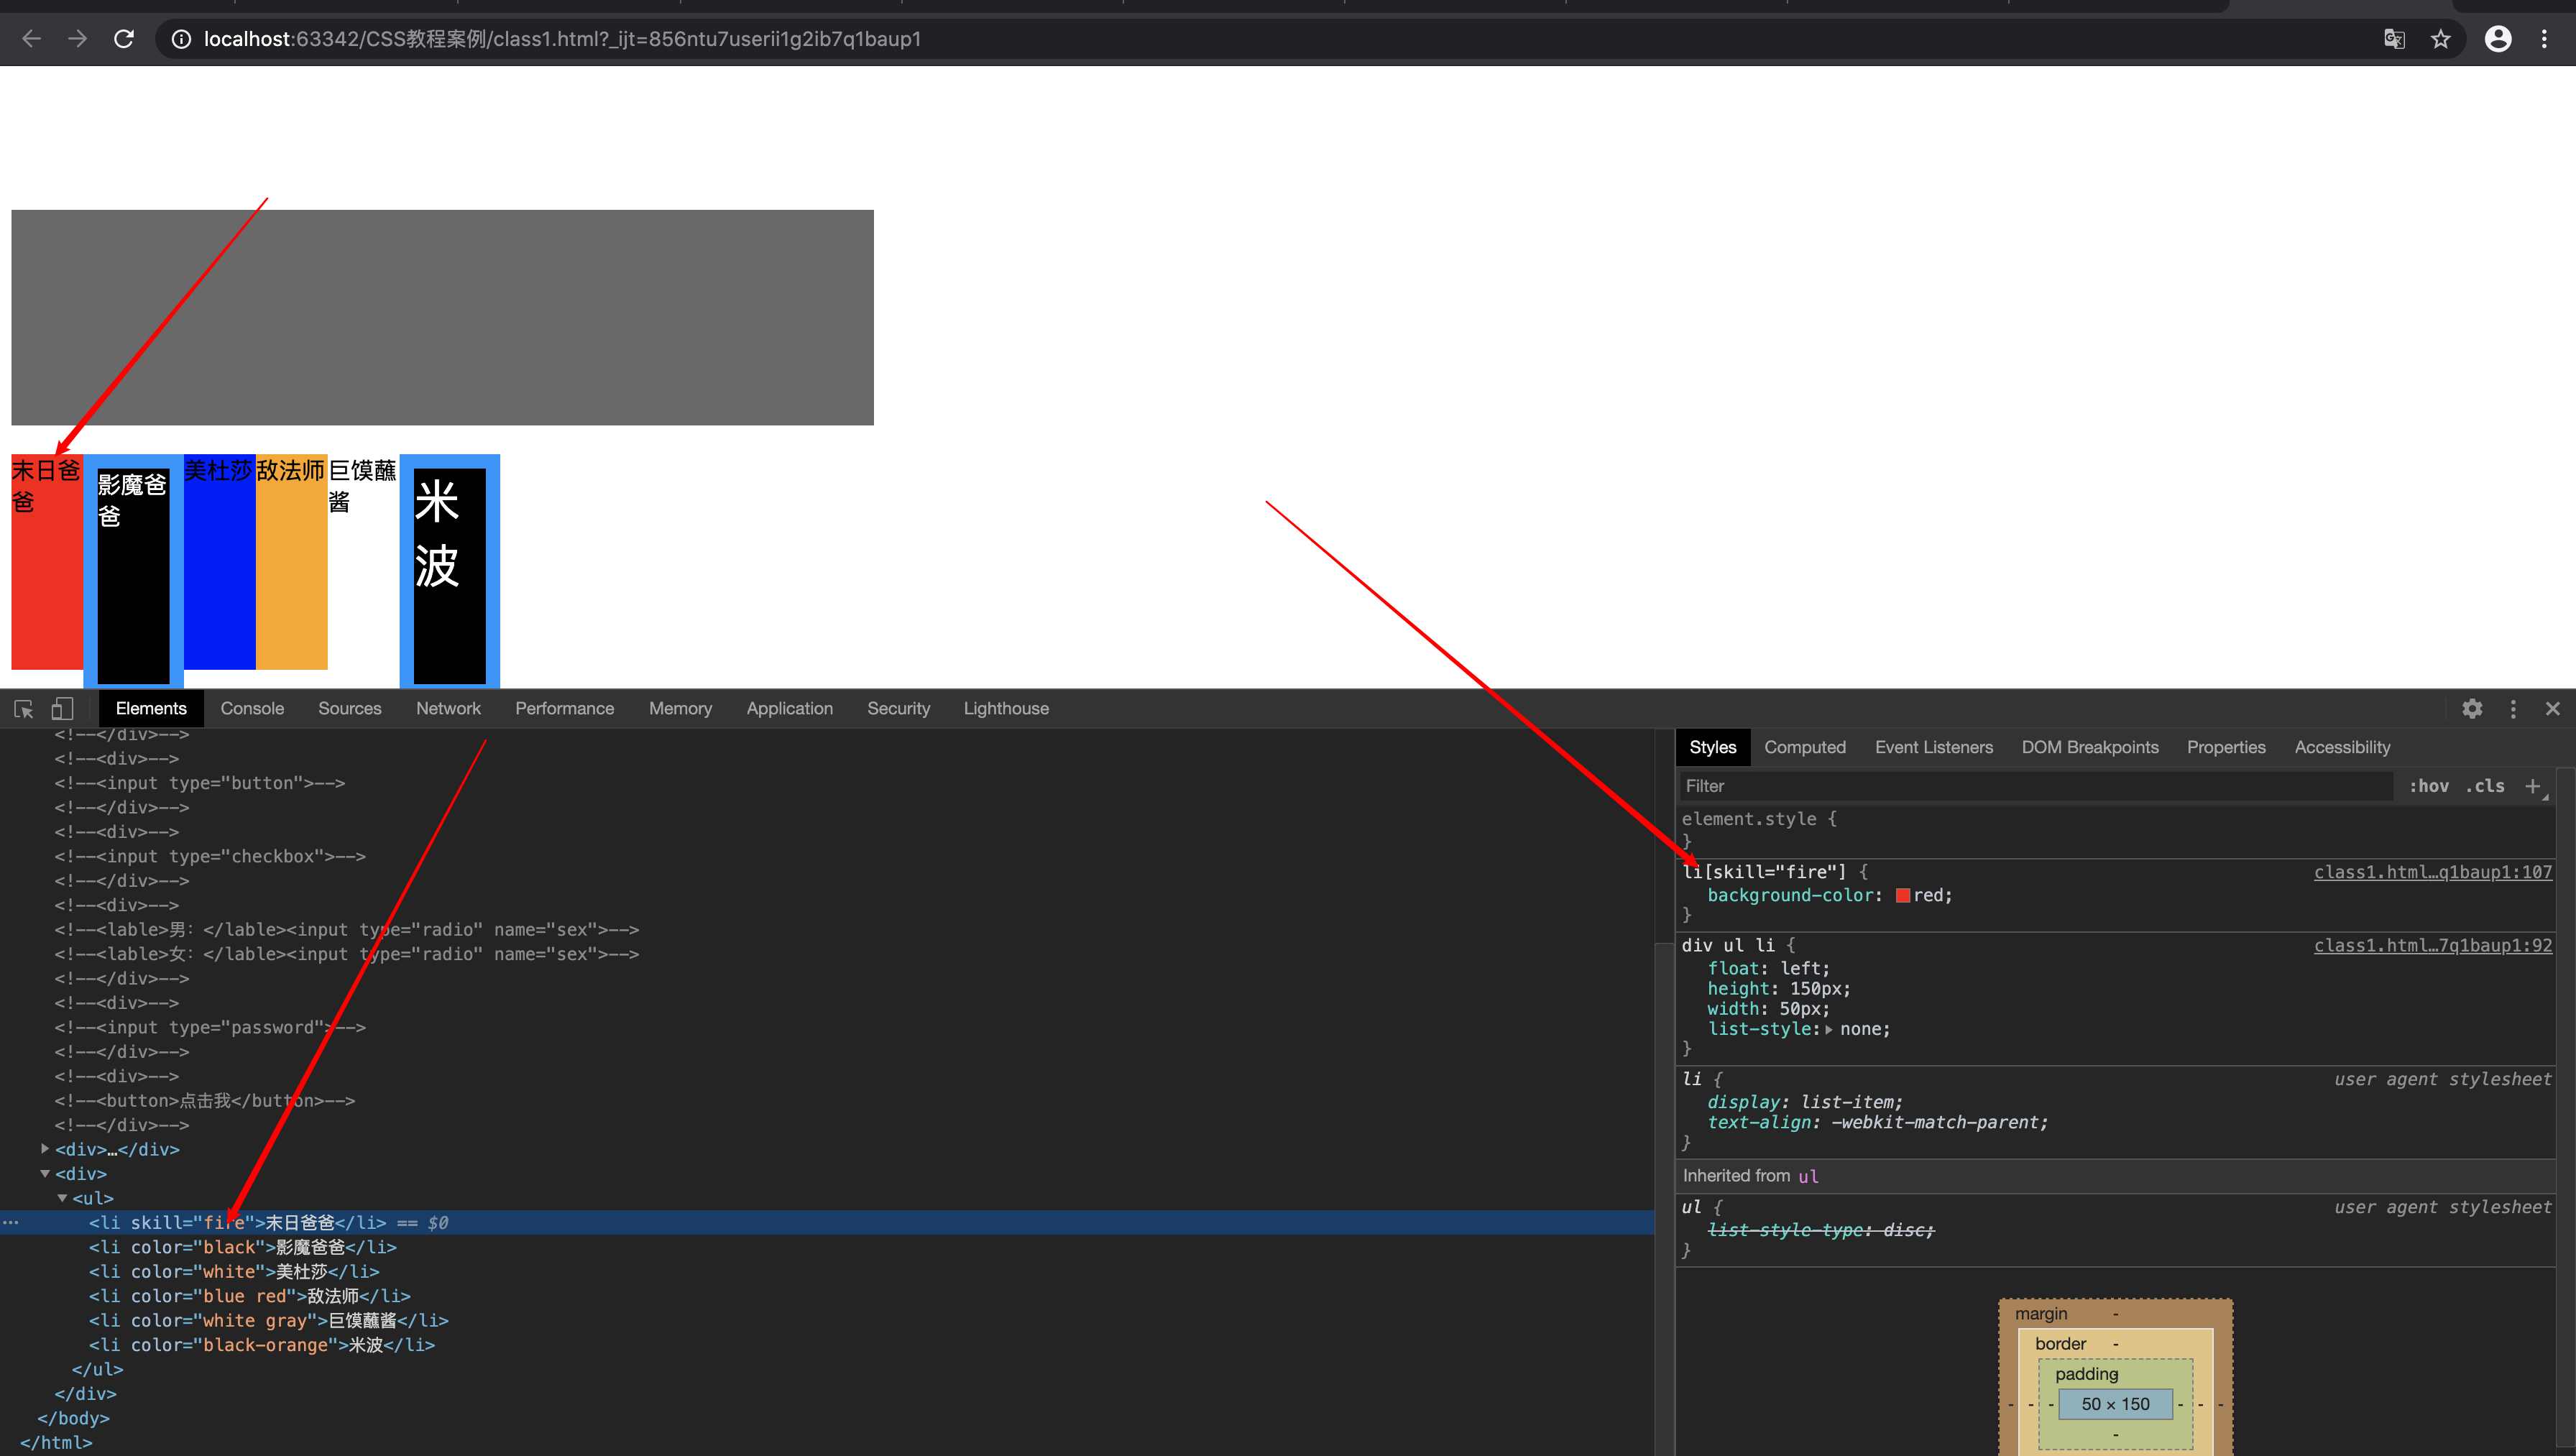 localhost:63342/CSS教程案例/class1.html?_ijt=856ntu7userii1g2ib7q1baup1
末日爸
爸
影魔爸
爸
美杜莎
敌法师
巨馍蘸
酱
米
波
Elements Console Sources Network Performance Memory Application Security Lighthouse
<!--</div>-->
<!--<div>-->
<!--<input type="button">-->
<!--</div>-->
<!--<div>-->
<!--<input type="checkbox">-->
<!--</div>-->
<!--<div>-->
<!--<lable>男：</lable><input type="radio" name="sex">-->
<!--<lable>女：</lable><input type="radio" name="sex">-->
<!--</div>-->
<!--<div>-->
<!--<input type="password">-->
<!--</div>-->
<!--<div>-->
<!--<button>点击我</button>-->
<!--</div>-->
<div>…</div>
<div>
<ul>
<li skill="fire">末日爸爸</li> == $0
<li color="black">影魔爸爸</li>
<li color="white">美杜莎</li>
<li color="blue red">敌法师</li>
<li color="white gray">巨馍蘸酱</li>
<li color="black-orange">米波</li>
</ul>
</div>
</body>
</html>
Styles Computed Event Listeners DOM Breakpoints Properties Accessibility
Filter :hov .cls +
element.style {
}
li[skill="fire"] { class1.html…q1baup1:107
background-color: red;
}
div ul li { class1.html…7q1baup1:92
float: left;
height: 150px;
width: 50px;
list-style: none;
}
li { user agent stylesheet
display: list-item;
text-align: -webkit-match-parent;
}
Inherited from ul
ul { user agent stylesheet
list-style-type: disc;
}
margin -
border -
padding -
- - - 50 × 150 - - -
-